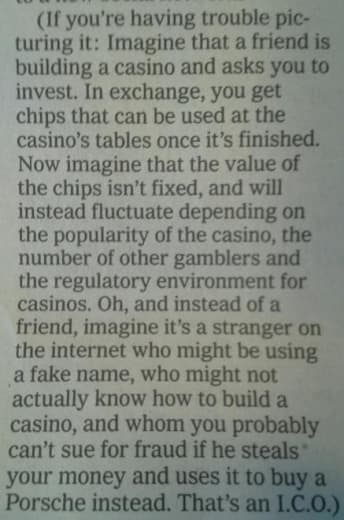 (If you're having trouble pic-
turing it: Imagine that a friend is
building a casino and asks you to
invest. In exchange, you get
chips that can be used at the
casino's tables once it's finished.
Now imagine that the value of
the chips isn't fixed, and will
instead fluctuate depending on
the popularity of the casino, the
number of other gamblers and
the regulatory environment for
casinos. Oh, and instead of a
friend, imagine it's a stranger on
the internet who might be using
a fake name, who might not
actually know how to build a
casino, and whom you probably
can't sue for fraud if he steals
your money and uses it to buy a
Porsche instead. That's an I.C.O.)